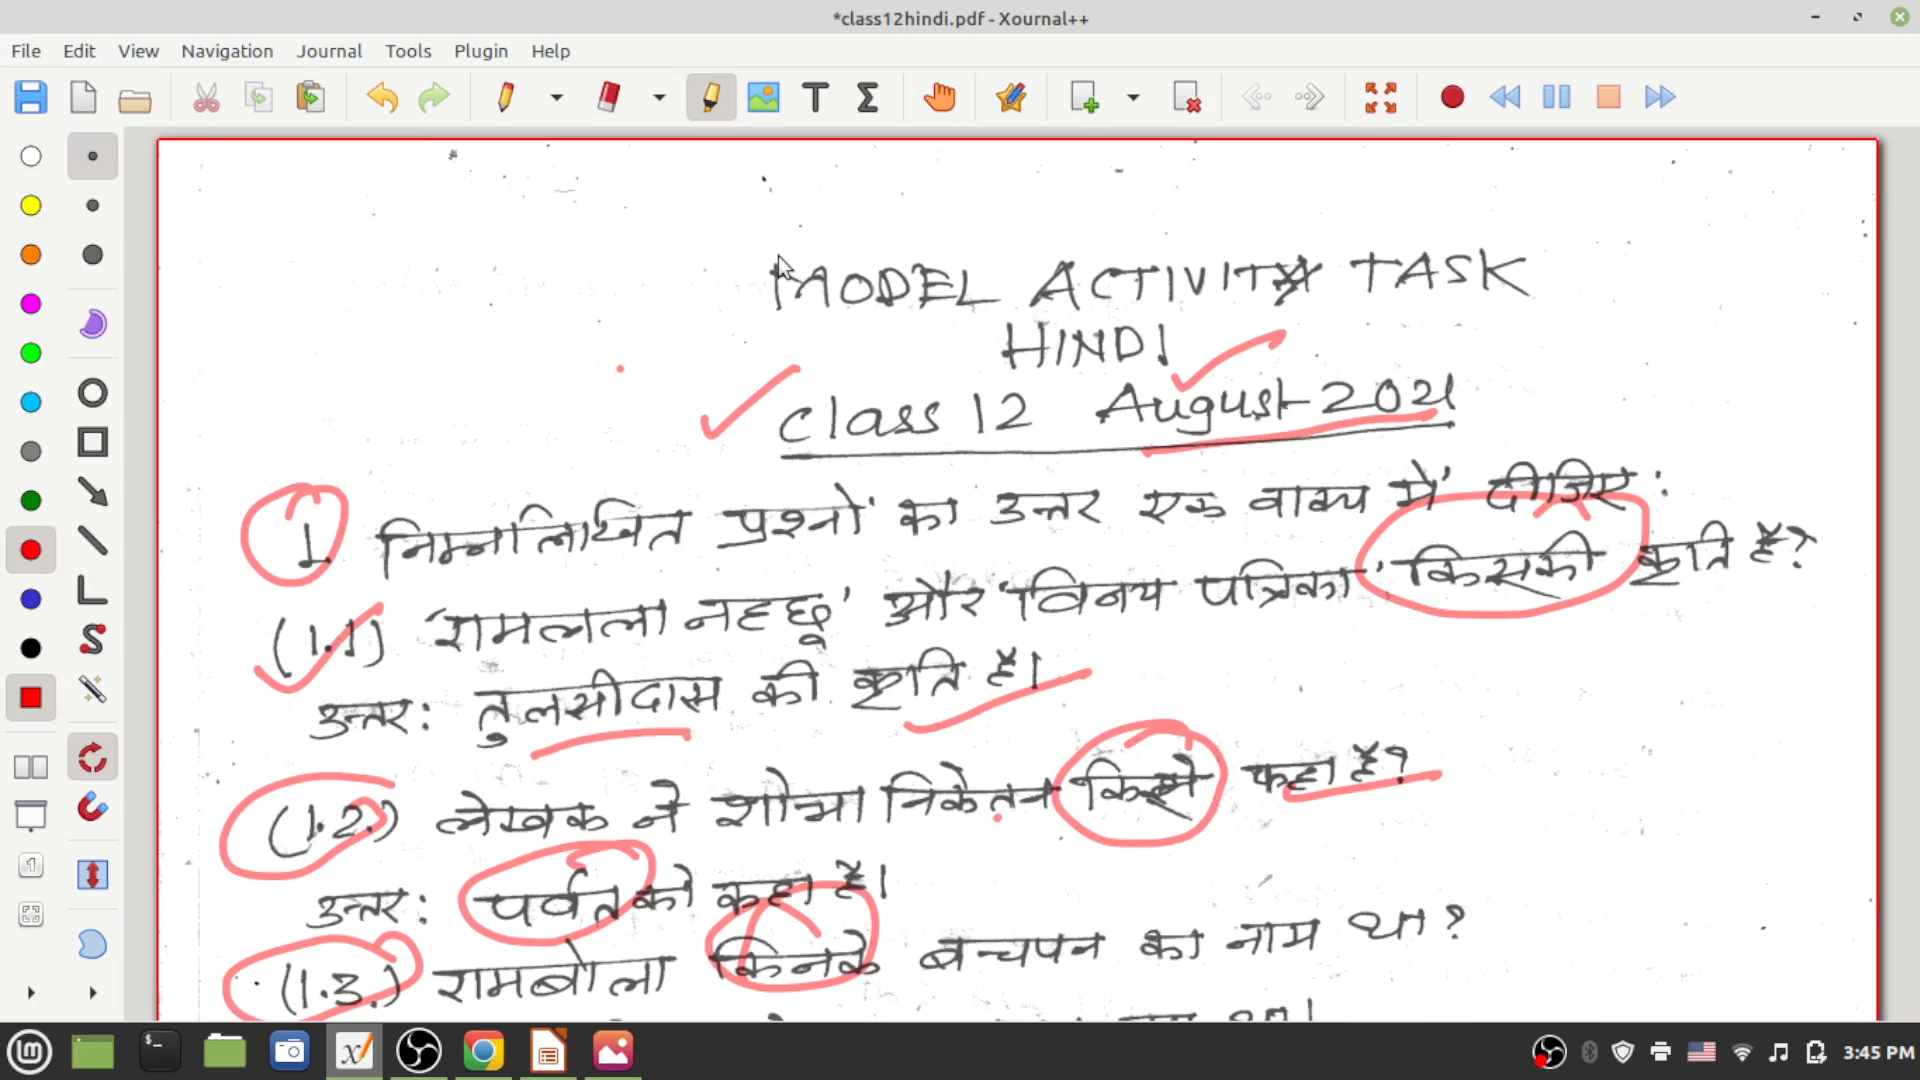 *class12hindi.pdf - Xournal++
File Edit View Navigation Journal Tools Plugin Help
MODEL ACTIVITY TASK
HINDI
class 12 August-2021
1. निम्नलिखित प्रश्नों का उत्तर एक वाक्य में दीजिए:
(1.1) 'रामलला नहछू' और 'विनय पत्रिका' किसकी कृति है?
उत्तर: तुलसीदास की कृति है।
(1.2.) लेखक ने शोभा निकेतन किसे कहा है?
उत्तर: पर्वत को कहा है।
(1.3.) रामबोला किनके बचपन का नाम था?
3:45 PM